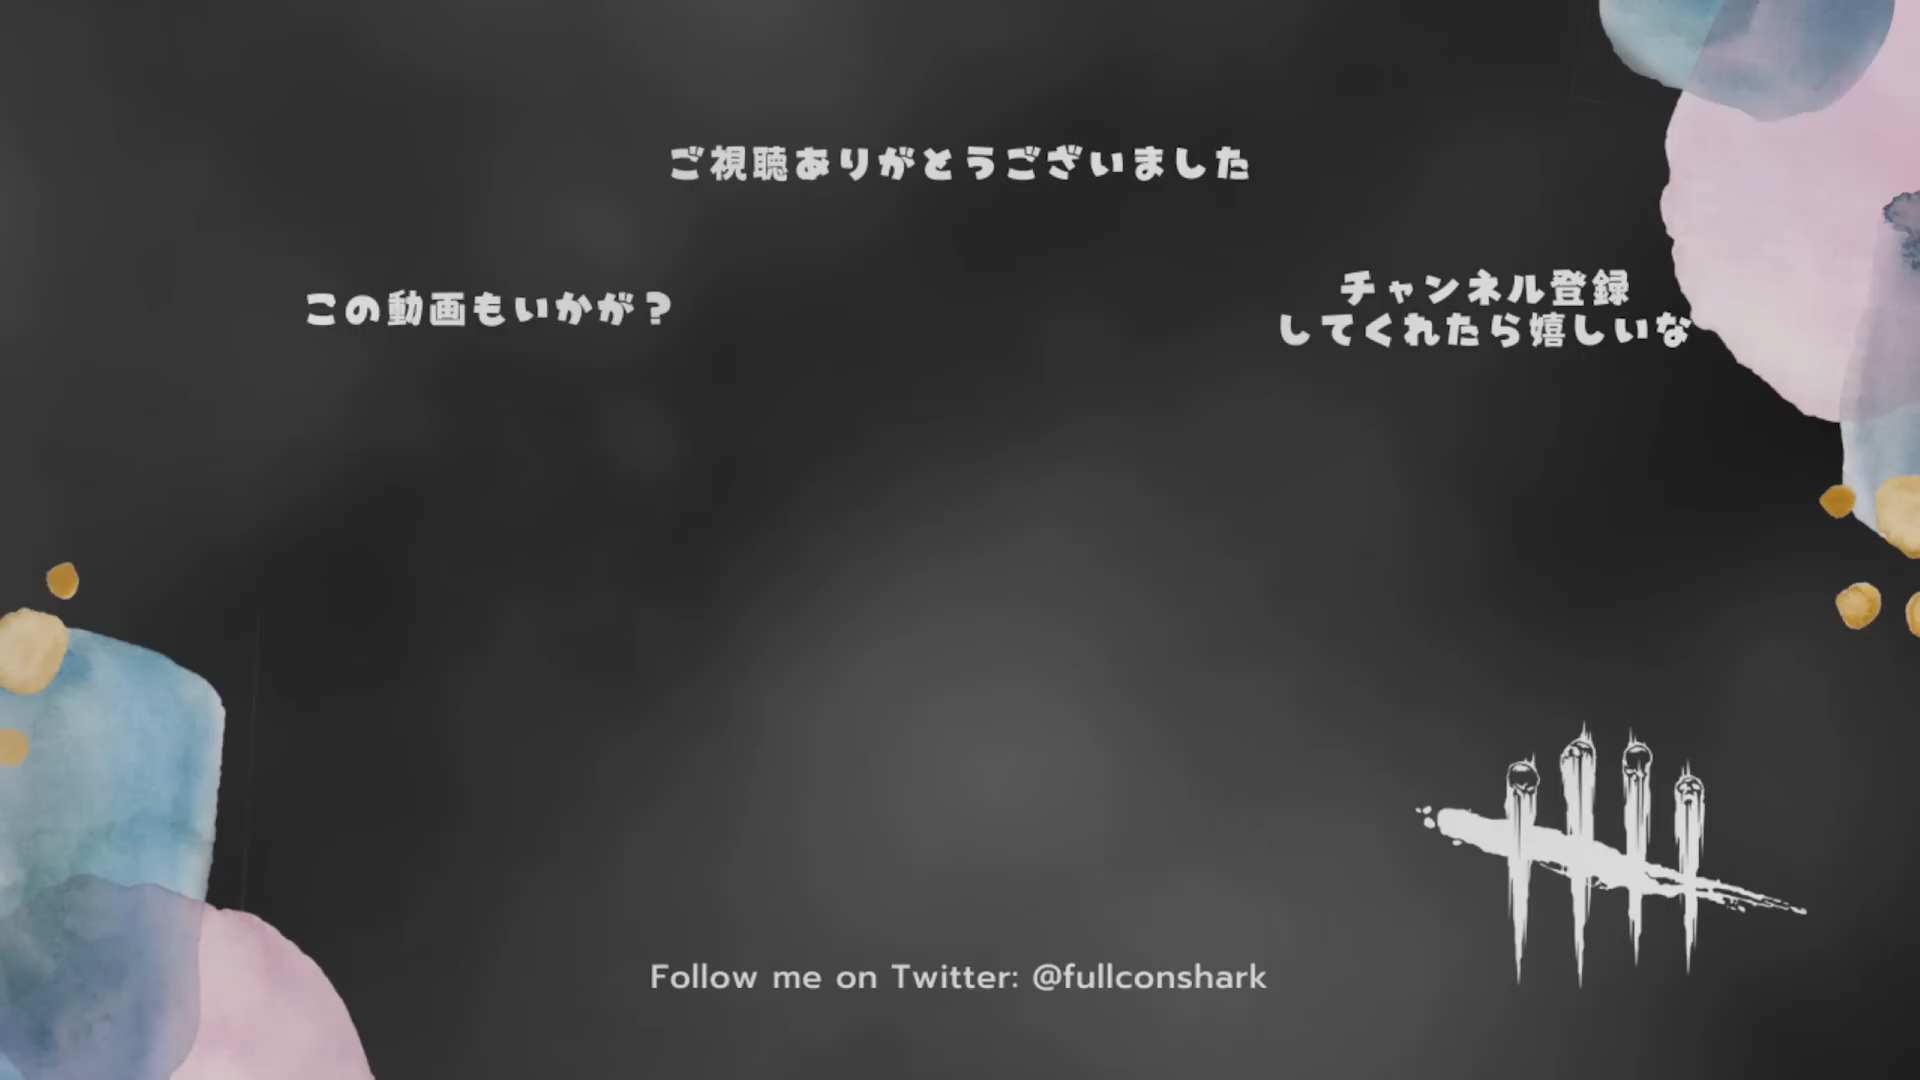 ご視聴ありがとうございました
この動画もいかが？
チャンネル登録
してくれたら嬉しいな
Follow me on Twitter: @fullconshark